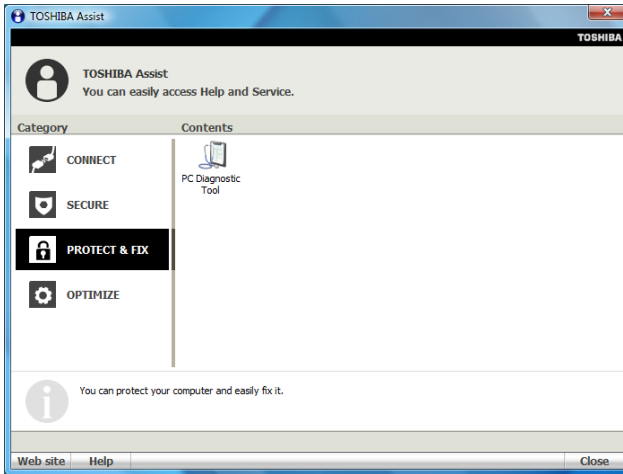 TOSHIBA Assist
TOSHIBA
TOSHIBA Assist
You can easily access Help and Service.
Category
Contents
CONNECT
SECURE
PROTECT & FIX
OPTIMIZE
PC Diagnostic
Tool
You can protect your computer and easily fix it.
Web site
Help
Close